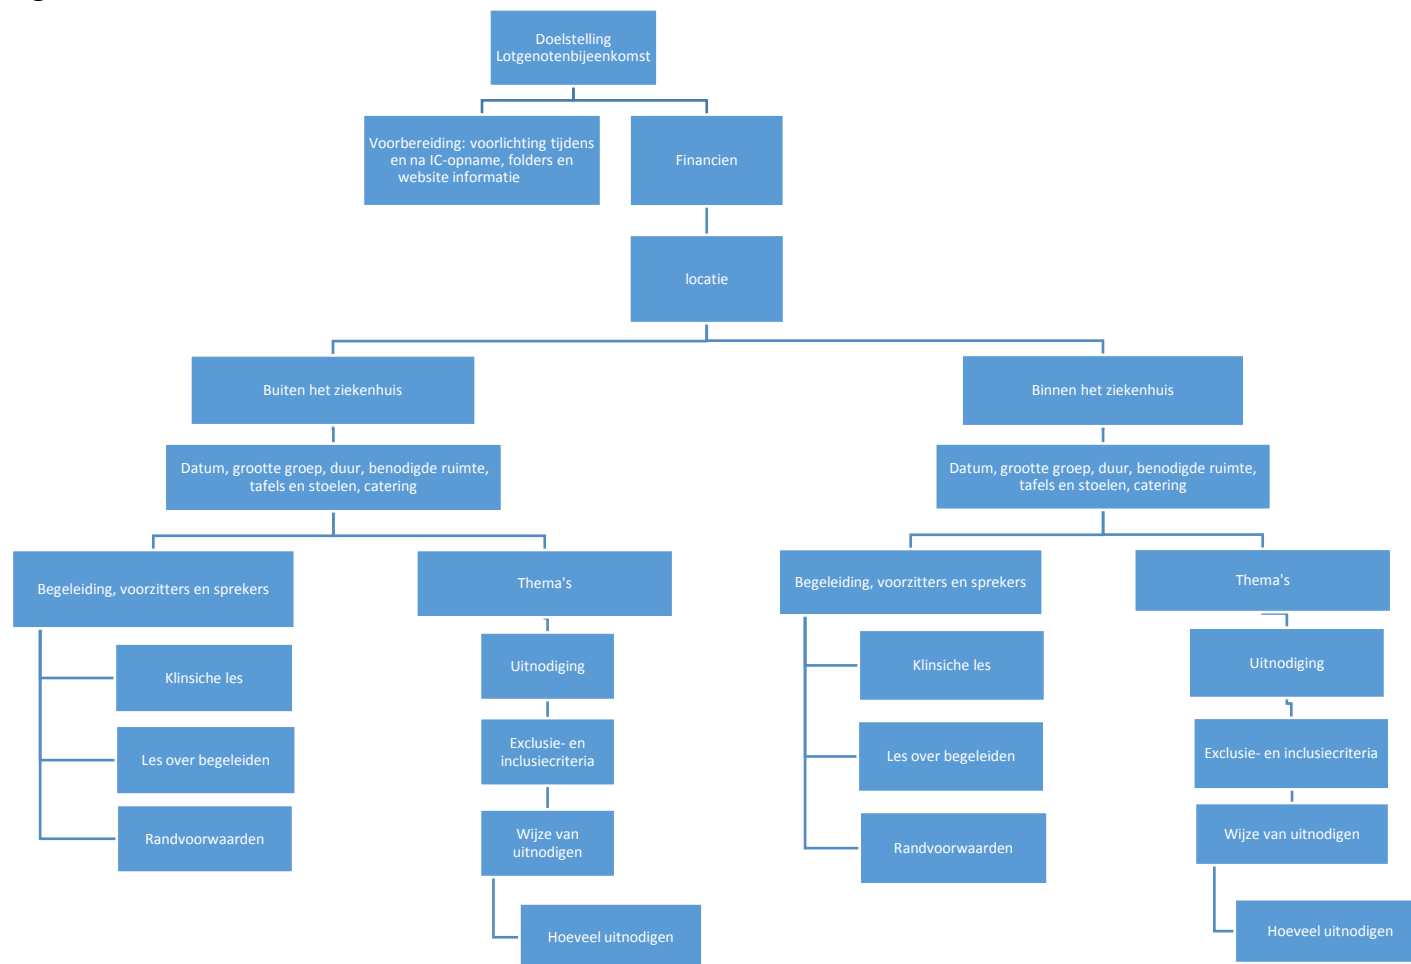 Doelstelling
Lotgenotenbijeenkomst
Voorbereiding: voorlichting tijdens
en na IC-opname, folders en
website informatie
Financien
locatie
Buiten het ziekenhuis
Binnen het ziekenhuis
Datum, grootte groep, duur, benodigde ruimte,
tafels en stoelen, catering
Datum, grootte groep, duur, benodigde ruimte,
tafels en stoelen, catering
Begeleiding, voorzitters en sprekers
Thema's
Begeleiding, voorzitters en sprekers
Thema's
Klinsiche les
Uitnodiging
Klinsiche les
Uitnodiging
Les over begeleiden
Exclusie- en
inclusiecriteria
Les over begeleiden
Exclusie- en inclusiecriteria
Randvoorwaarden
Wijze van
uitnodigen
Randvoorwaarden
Wijze van uitnodigen
Hoeveel uitnodigen
Hoeveel uitnodigen